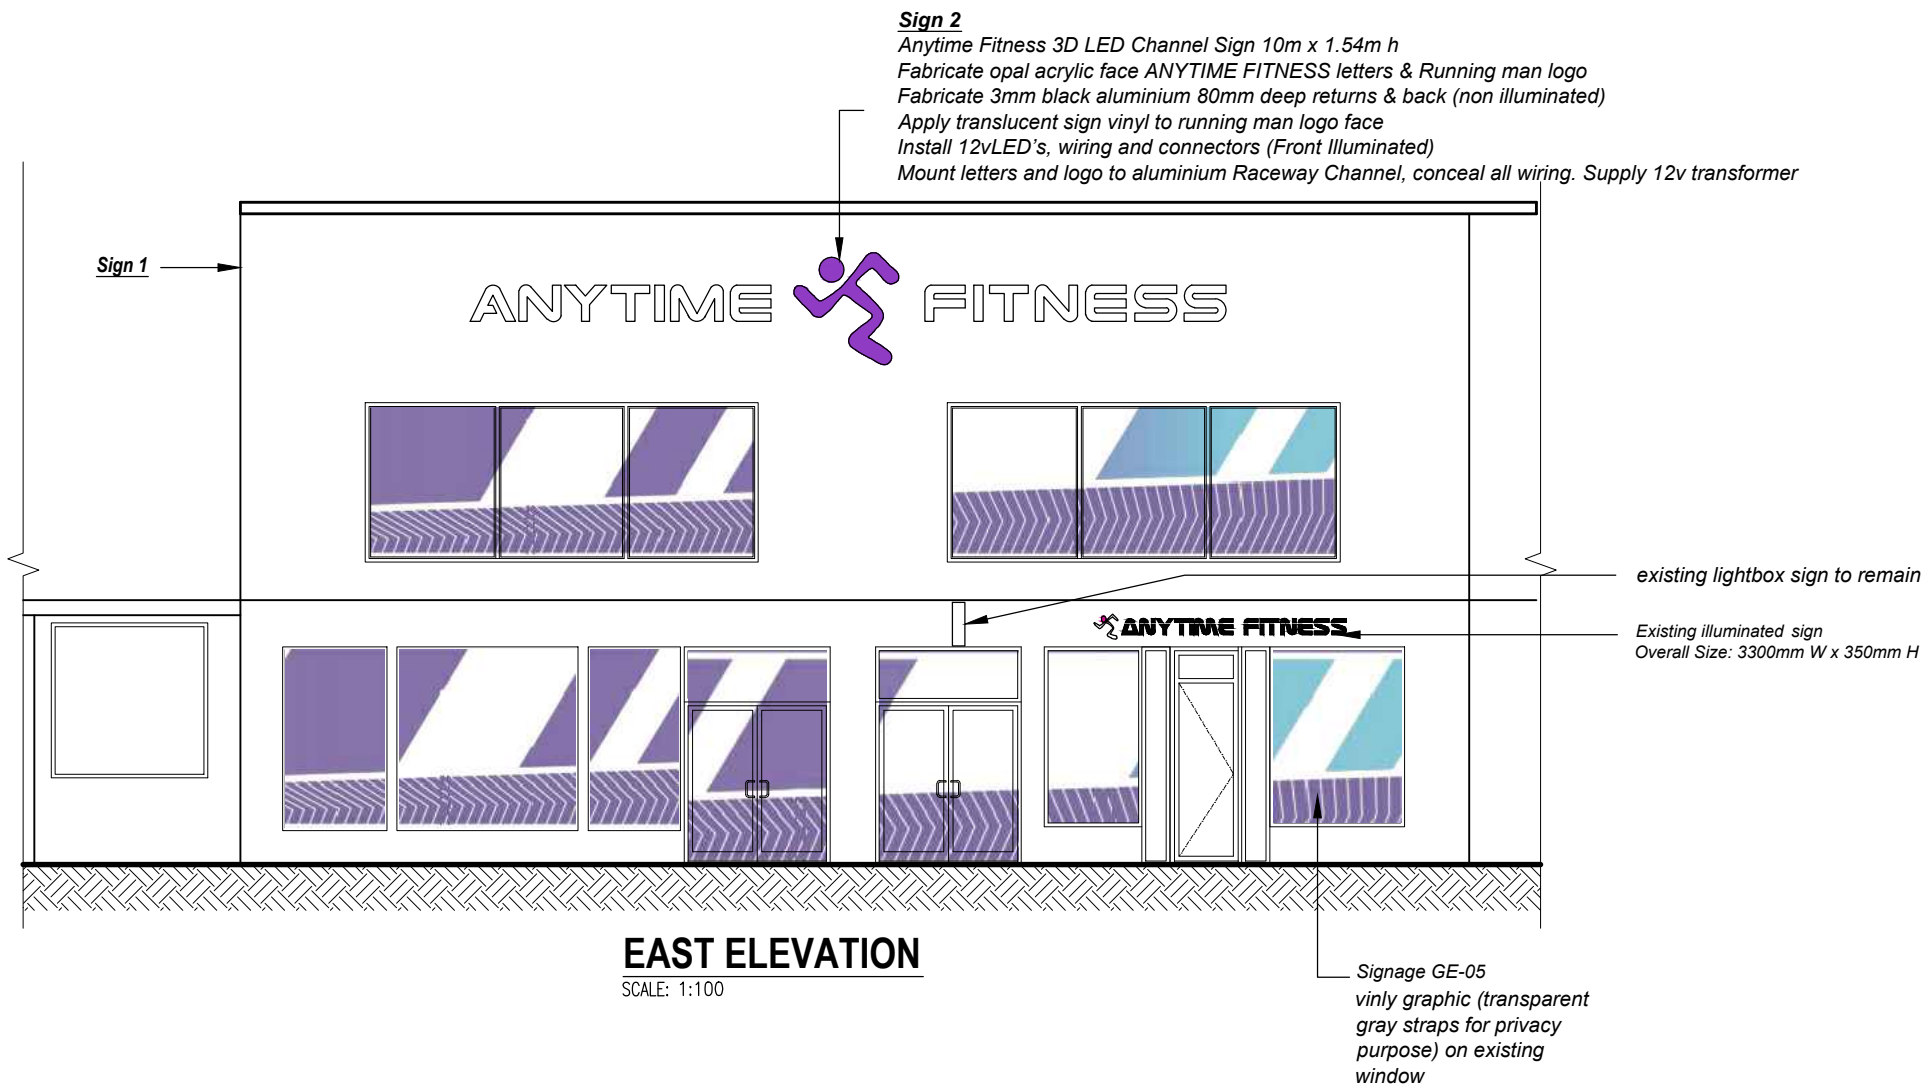 Sign 2
Anytime Fitness 3D LED Channel Sign 10m x 1.54m h
Fabricate opal acrylic face ANYTIME FITNESS letters & Running man logo
Fabricate 3mm black aluminium 80mm deep returns & back (non illuminated)
Apply translucent sign vinyl to running man logo face
Install 12vLED's, wiring and connectors (Front Illuminated)
Mount letters and logo to aluminium Raceway Channel, conceal all wiring. Supply 12v transformer
Sign 1
ANYTIME FITNESS
existing lightbox sign to remain
ANYTIME FITNESS
Existing illuminated sign
Overall Size: 3300mm W x 350mm H
EAST ELEVATION
SCALE: 1:100
Signage GE-05
vinly graphic (transparent
gray straps for privacy
purpose) on existing
window